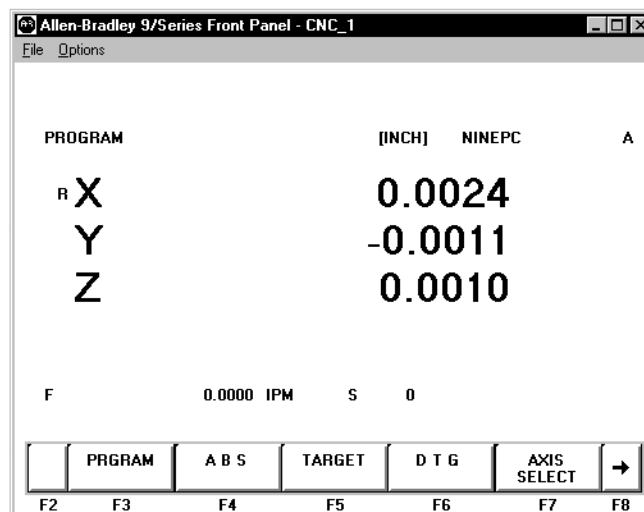 Allen-Bradley 9/Series Front Panel - CNC_1
File Options
PROGRAM [INCH] NINEPC A
R X 0.0024
Y -0.0011
Z 0.0010
F 0.0000 IPM S 0
PRGRAM A B S TARGET D T G AXIS SELECT →
F2 F3 F4 F5 F6 F7 F8